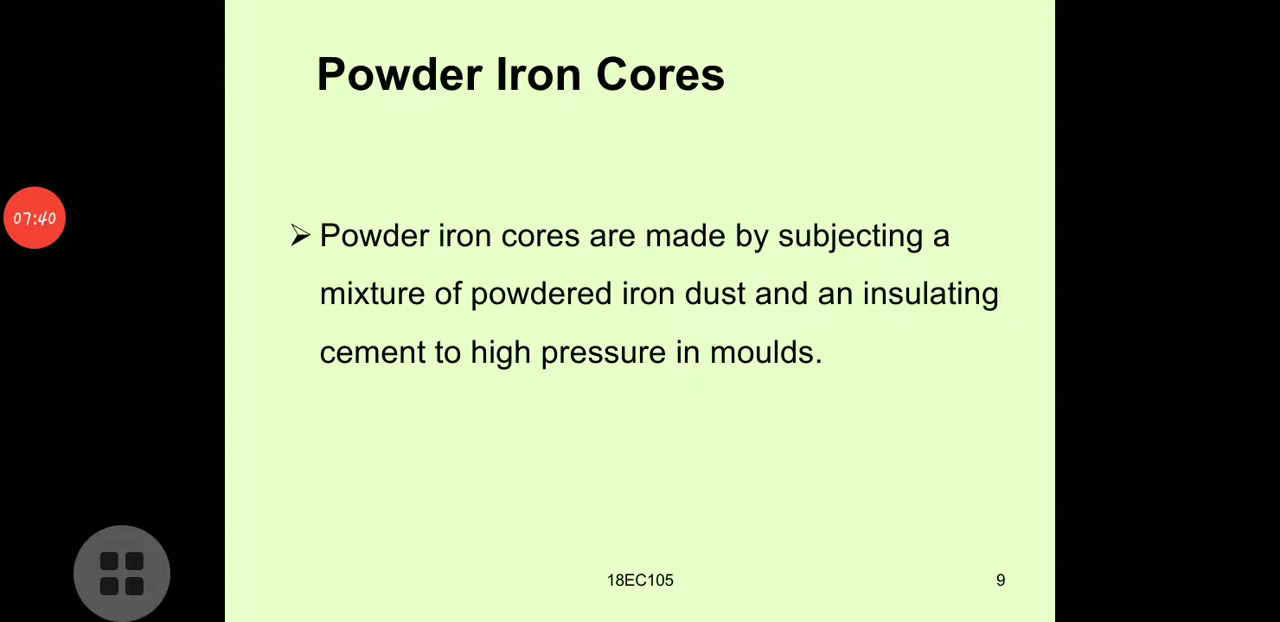 Powder Iron Cores
07:40
➢ Powder iron cores are made by subjecting a
mixture of powdered iron dust and an insulating
cement to high pressure in moulds.
18EC105
9